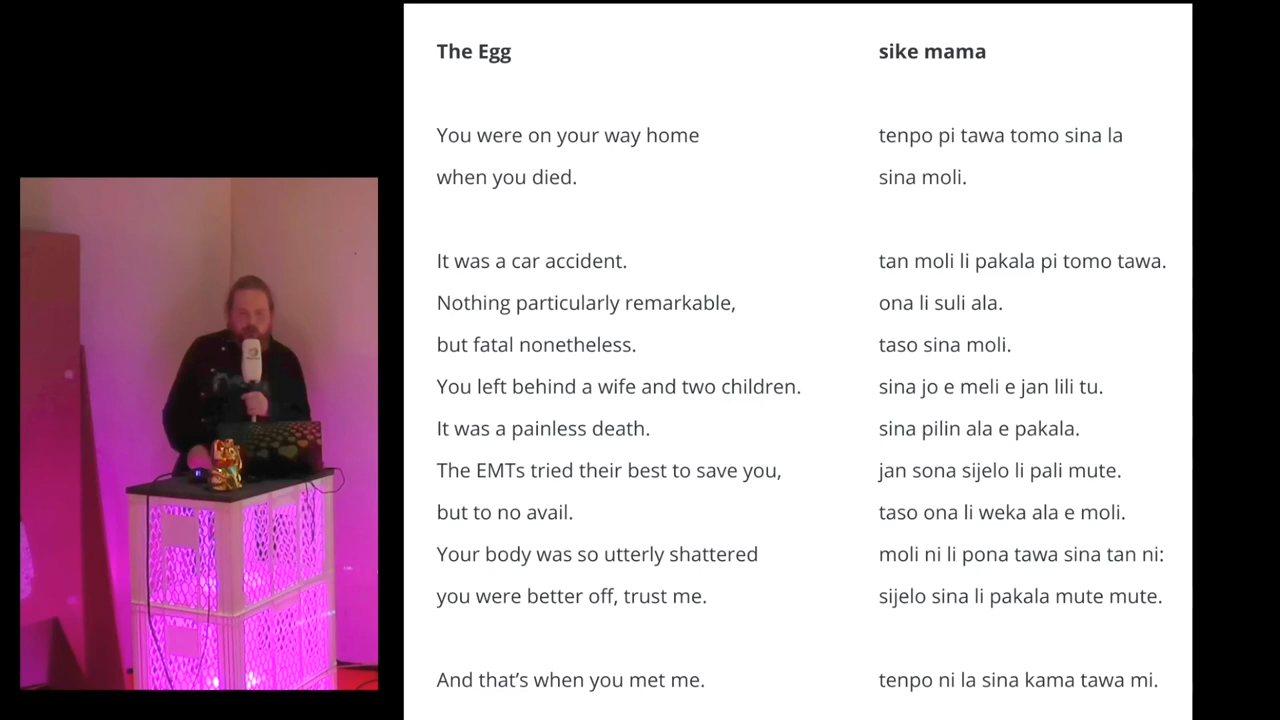 The Egg
sike mama
You were on your way home
tenpo pi tawa tomo sina la
when you died.
sina moli.
It was a car accident.
tan moli li pakala pi tomo tawa.
Nothing particularly remarkable,
ona li suli ala.
but fatal nonetheless.
taso sina moli.
You left behind a wife and two children.
sina jo e meli e jan lili tu.
It was a painless death.
sina pilin ala e pakala.
The EMTs tried their best to save you,
jan sona sijelo li pali mute.
but to no avail.
taso ona li weka ala e moli.
Your body was so utterly shattered
moli ni li pona tawa sina tan ni:
you were better off, trust me.
sijelo sina li pakala mute mute.
And that’s when you met me.
tenpo ni la sina kama tawa mi.